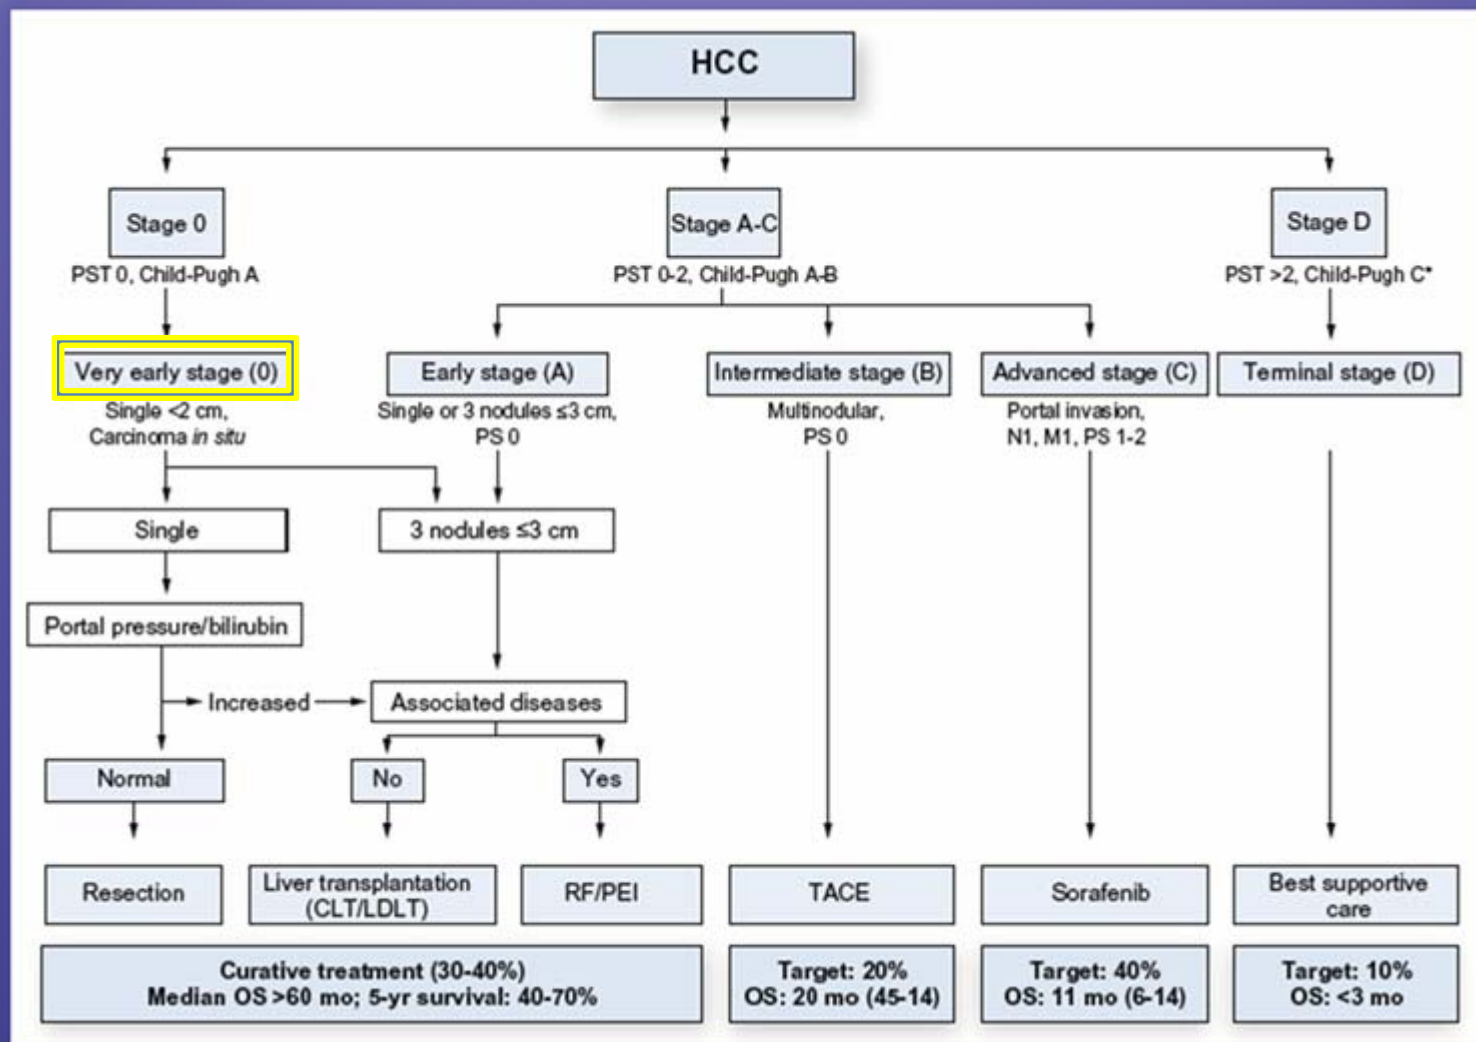 HCC
Stage 0
PST 0, Child-Pugh A
Stage A-C
PST 0-2, Child-Pugh A-B
Stage D
PST >2, Child-Pugh C*
Very early stage (0)
Single <2 cm,
Carcinoma in situ
Early stage (A)
Single or 3 nodules ≤3 cm,
PS 0
Intermediate stage (B)
Multinodular,
PS 0
Advanced stage (C)
Portal invasion,
N1, M1, PS 1-2
Terminal stage (D)
Single
3 nodules ≤3 cm
Portal pressure/bilirubin
Increased
Associated diseases
Normal
No
Yes
Resection
Liver transplantation
(CLT/LDLT)
RF/PEI
TACE
Sorafenib
Best supportive
care
Curative treatment (30-40%)
Median OS >60 mo; 5-yr survival: 40-70%
Target: 20%
OS: 20 mo (45-14)
Target: 40%
OS: 11 mo (6-14)
Target: 10%
OS: <3 mo